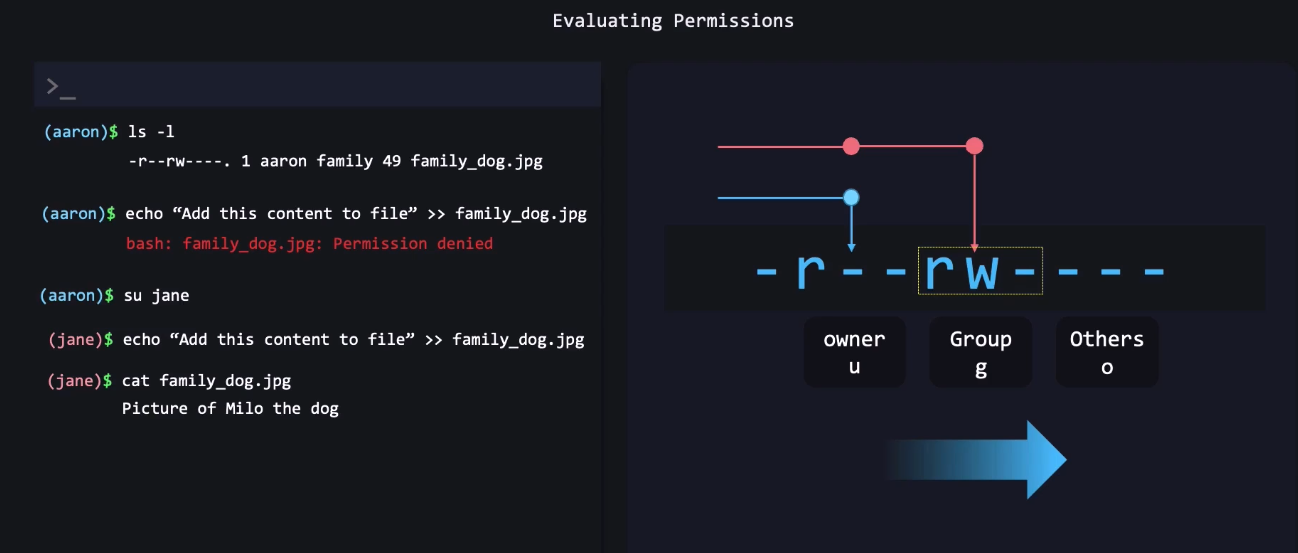 Evaluating Permissions
>_
(aaron)$ ls -l
-r--rw----. 1 aaron family 49 family_dog.jpg
(aaron)$ echo “Add this content to file” >> family_dog.jpg
bash: family_dog.jpg: Permission denied
(aaron)$ su jane
(jane)$ echo “Add this content to file” >> family_dog.jpg
(jane)$ cat family_dog.jpg
Picture of Milo the dog
-r--rw----
owner
u
Group
g
Others
o